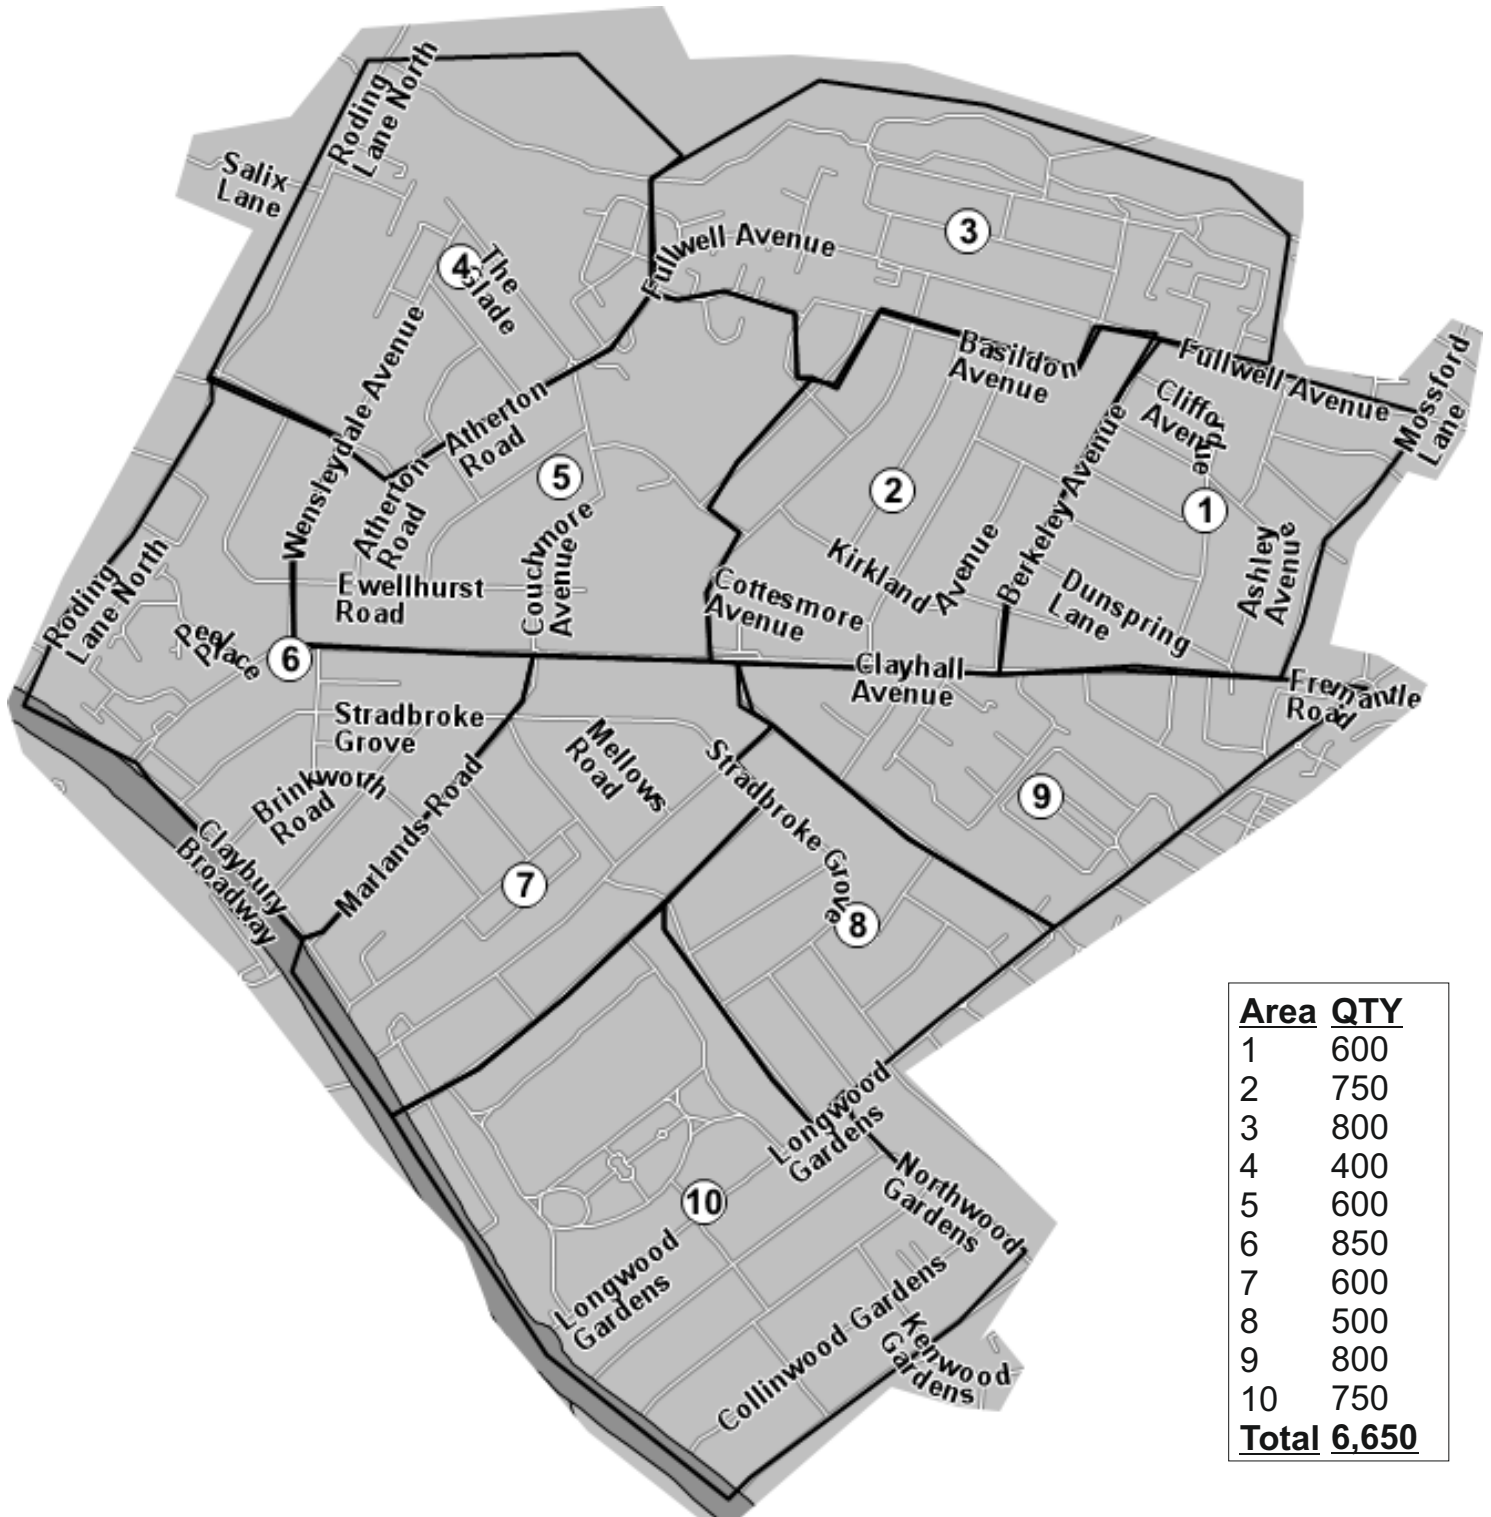 Roding
Lane North
Salix
Lane
3
Fullwell Avenue
4
The
Glade
Wensleydale Avenue
Basildon
Avenue
Fullwell Avenue
Mossford
Lane
Clifford
Avenue
Atherton
Road
Atherton
Road
5
2
1
Berkeley Avenue
Ashley
Avenue
Roding
Lane North
Ewellhurst
Road
Couchmore
Avenue
Cottesmore
Avenue
Kirkland Avenue
Dunspring
Lane
Peel
Place
6
Clayhall
Avenue
Fremantle
Road
Stradbroke
Grove
Mellows
Road
Stradbroke Grove
Brinkworth
Road
Marlands Road
9
Claybury
Broadway
7
8
Longwood
Gardens
Northwood
Gardens
10
Longwood
Gardens
Collinwood Gardens
Kenwood
Gardens
Area QTY
1 600
2 750
3 800
4 400
5 600
6 850
7 600
8 500
9 800
10 750
Total 6,650